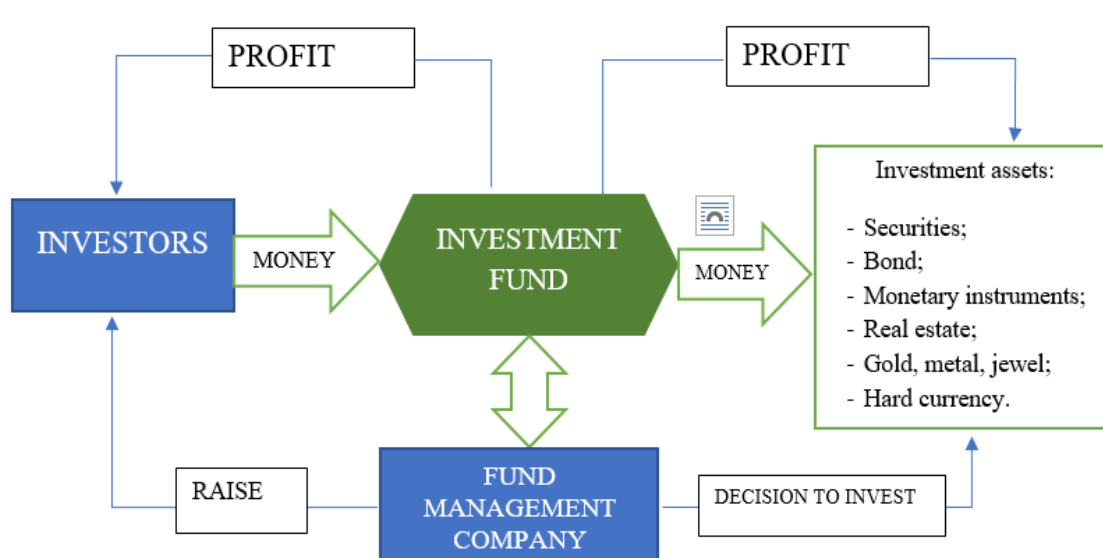 PROFIT
PROFIT
INVESTORS
MONEY
INVESTMENT
FUND
MONEY
Investment assets:
- Securities;
- Bond;
- Monetary instruments;
- Real estate;
- Gold, metal, jewel;
- Hard currency.
RAISE
FUND
MANAGEMENT
COMPANY
DECISION TO INVEST